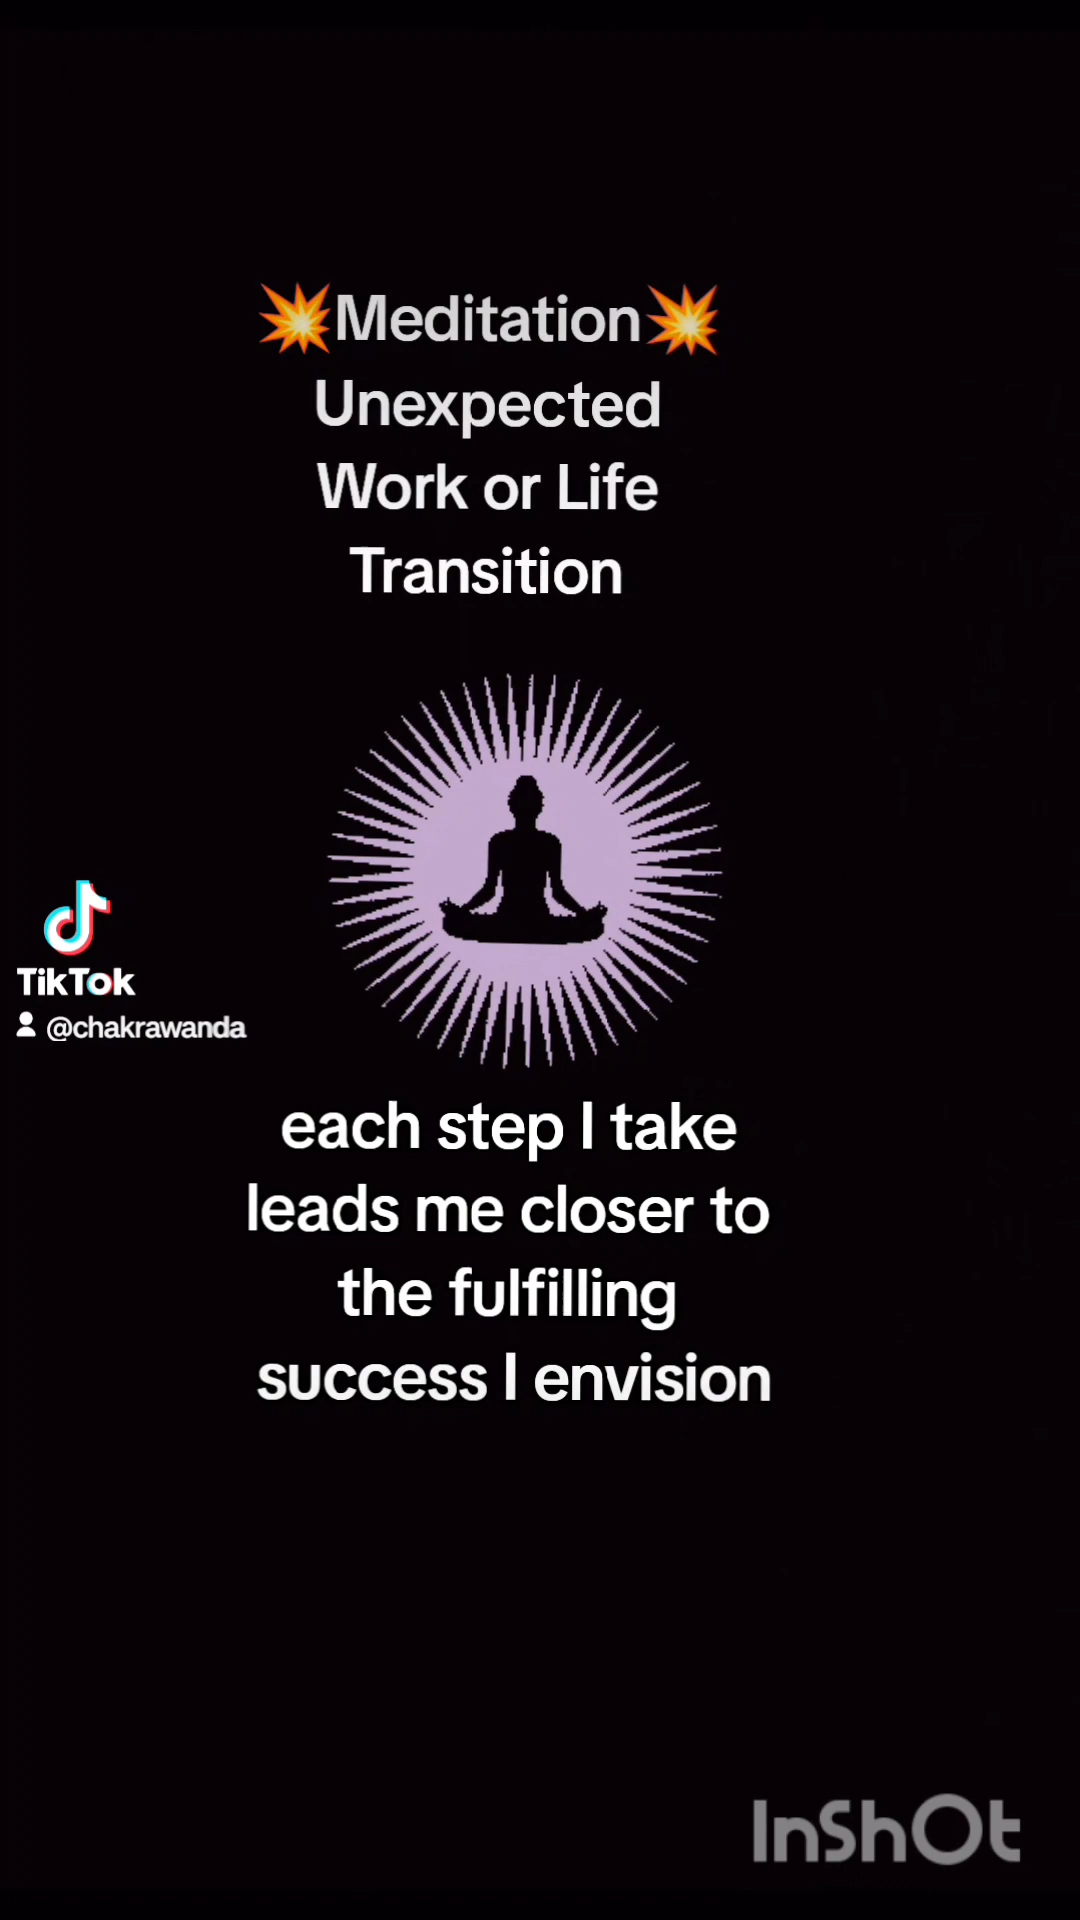 💥Meditation💥
Unexpected
Work or Life
Transition
TikTok
@chakrawanda
each step I take
leads me closer to
the fulfilling
success I envision
InShOt